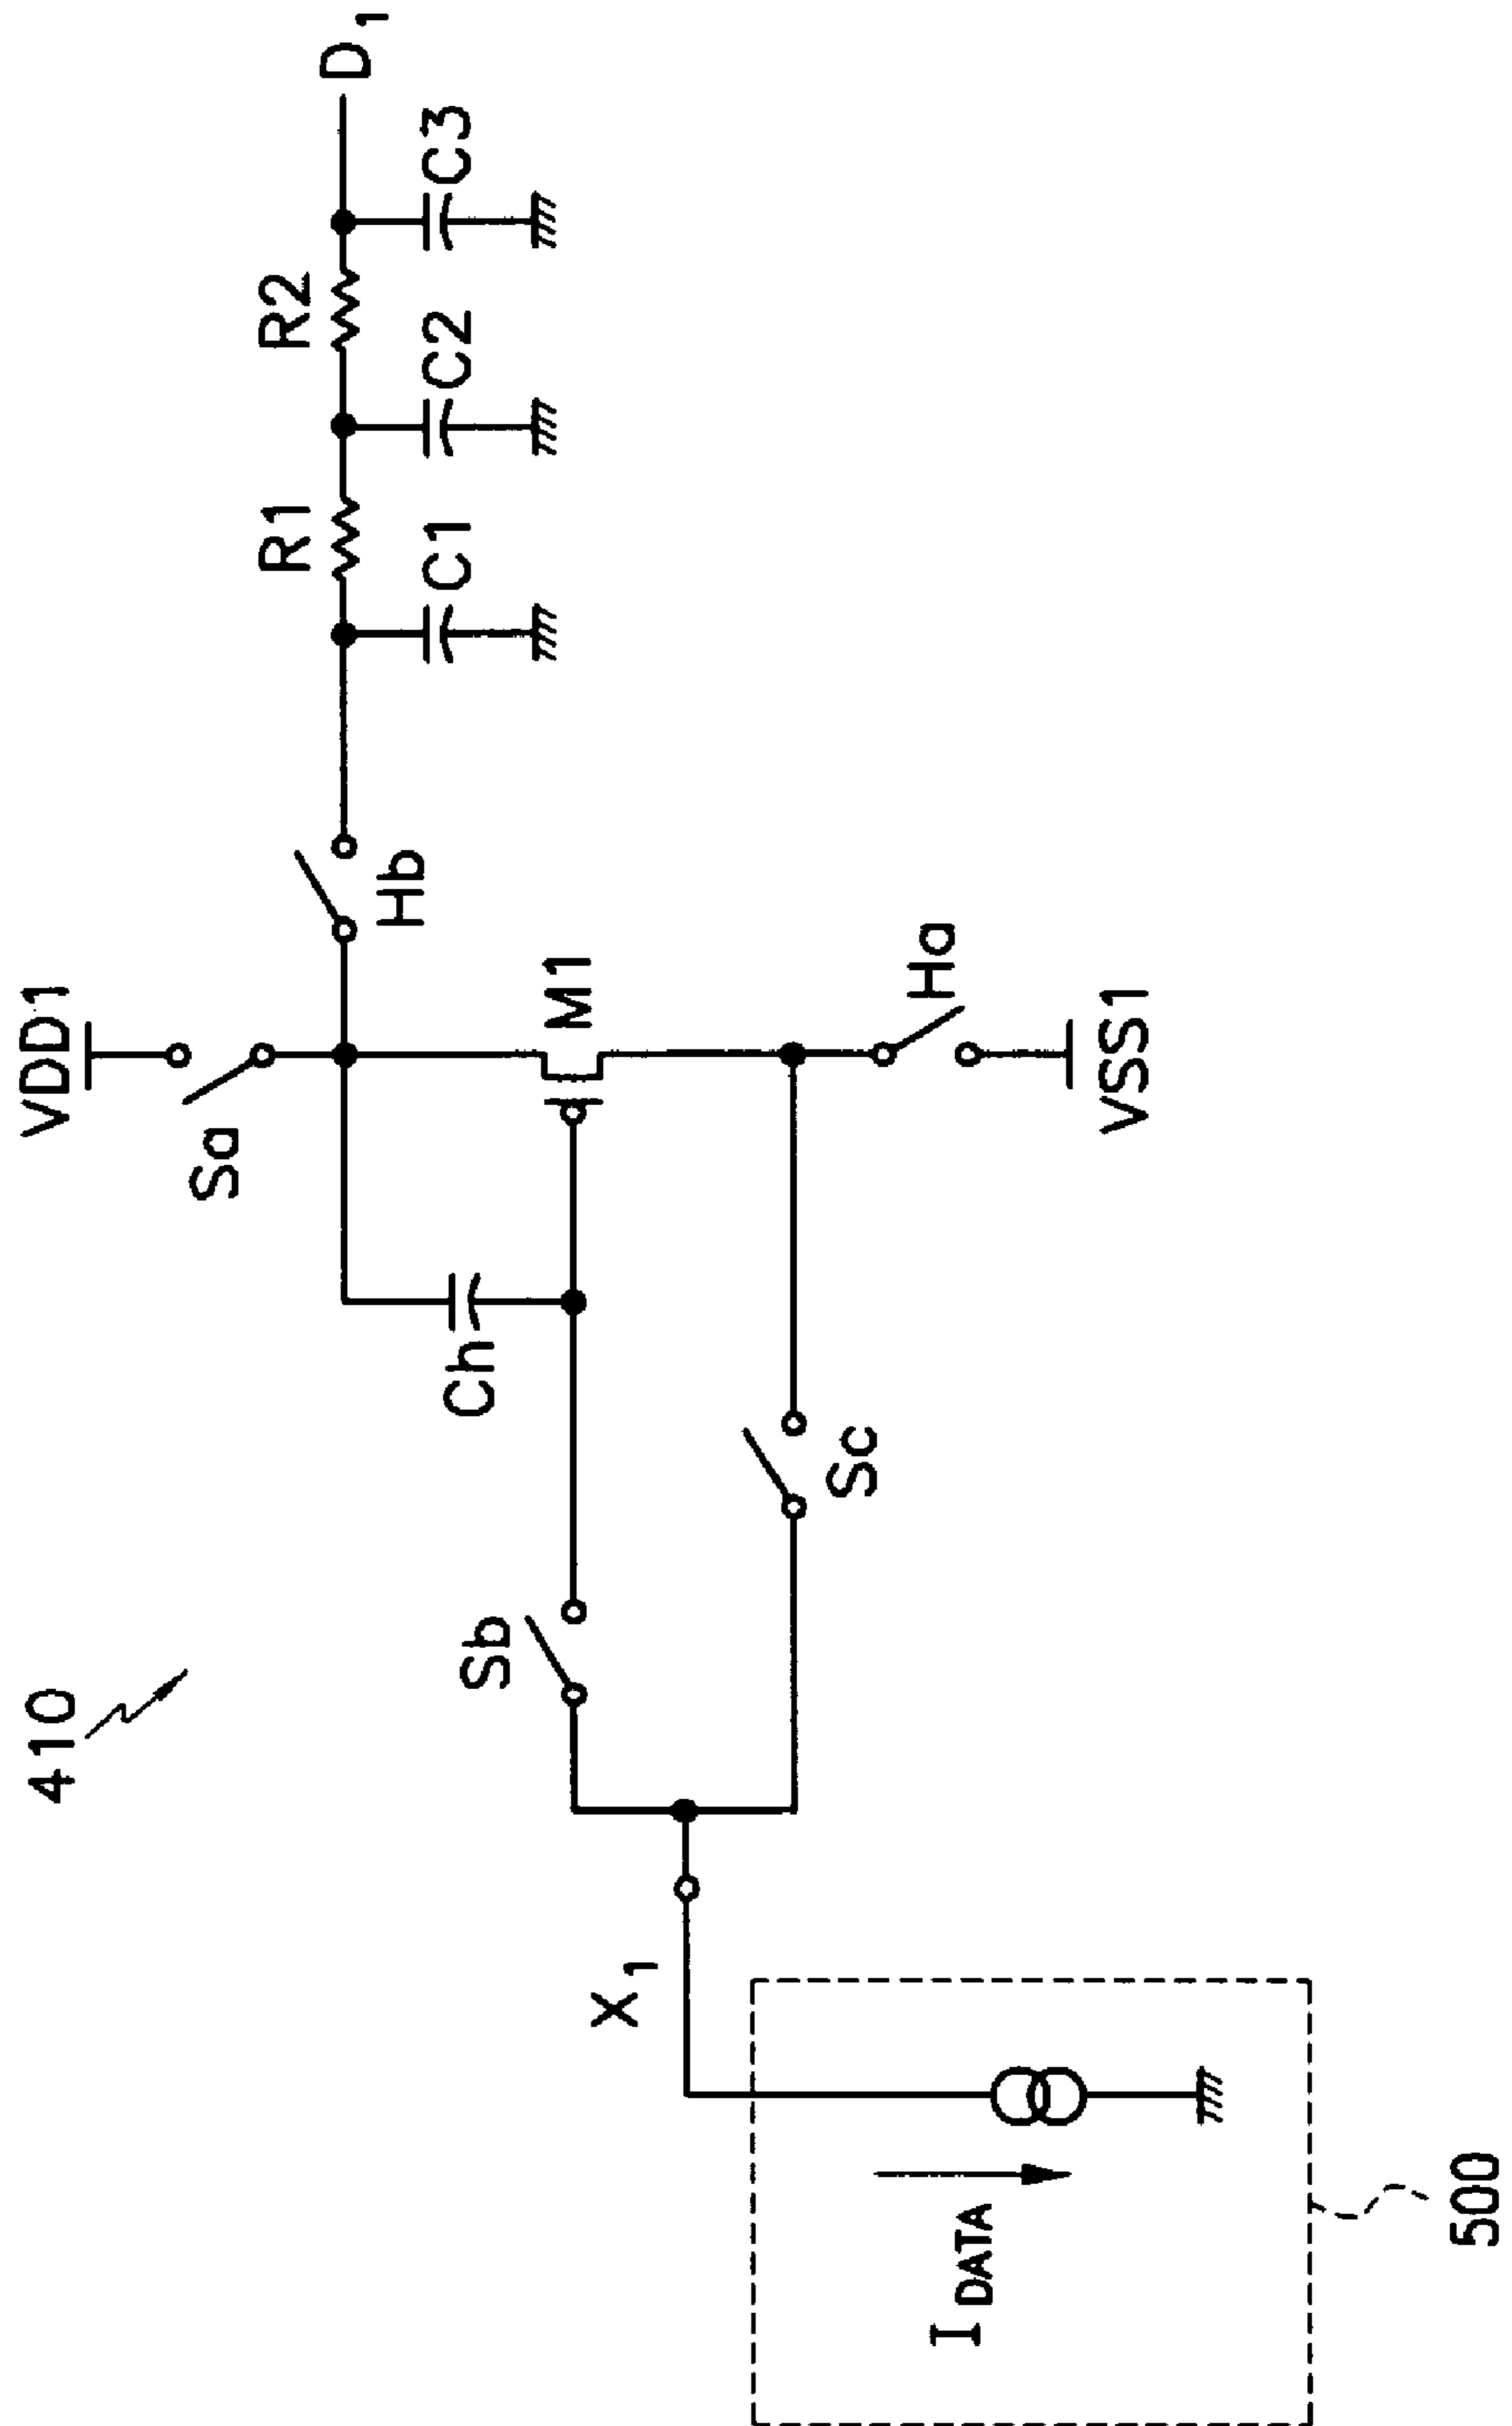 410
VDD1
Sa
Hb
R1
R2
D1
C1
C2
C3
Ch
M1
Sb
X1
Sc
Ha
VSS1
IDATA
500